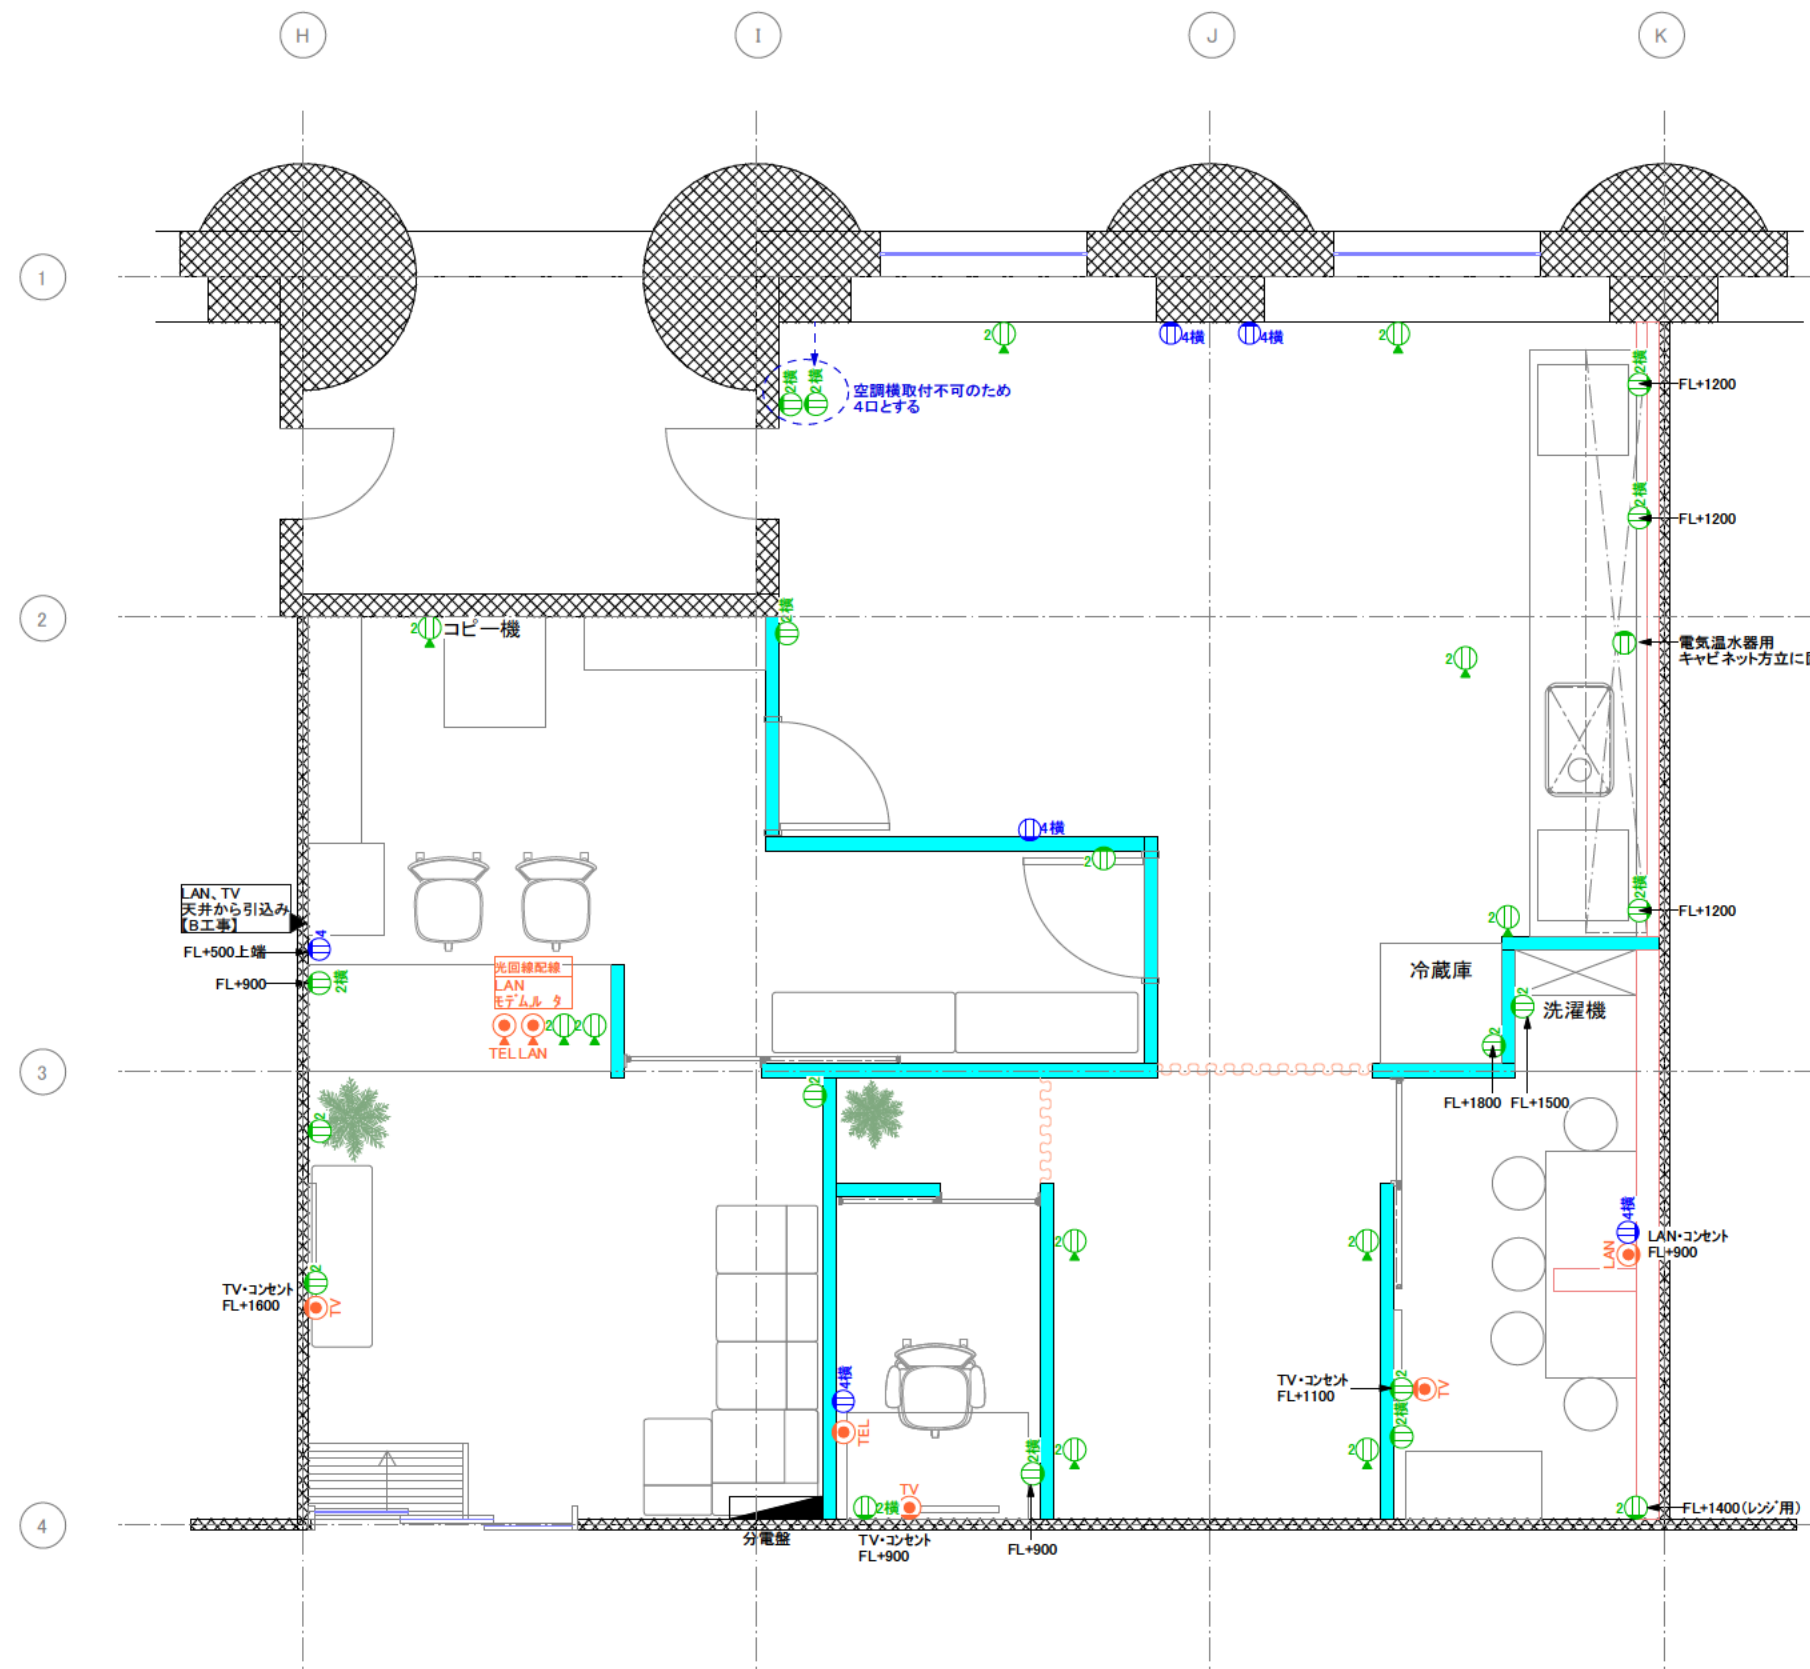 H
I
J
K
1
2
4横
4横
2
2横
2横
2横
FL+1200
空調横取付不可のため
4口とする
2横
FL+1200
2横
2
2
コピー機
電気温水器用
キャビネット方立に
2
4横
2
2横
FL+1200
LAN、TV
天井から引込み
【B工事】
2
4
FL+500上端
冷蔵庫
光回線配線
LAN
FL+900
2横
2
洗濯機
2
2
TEL
LAN
2
3
2
FL+1800
FL+1500
2
4横
LAN・コンセント
FL+900
LAN
2
2
2
TV・コンセント
FL+1600
TV
4横
TEL
TV・コンセント
FL+1100
2
TV
2横
2横
2
2
TV
2横
2
FL+1400(レンジ用)
4
分電盤
TV・コンセント
FL+900
FL+900